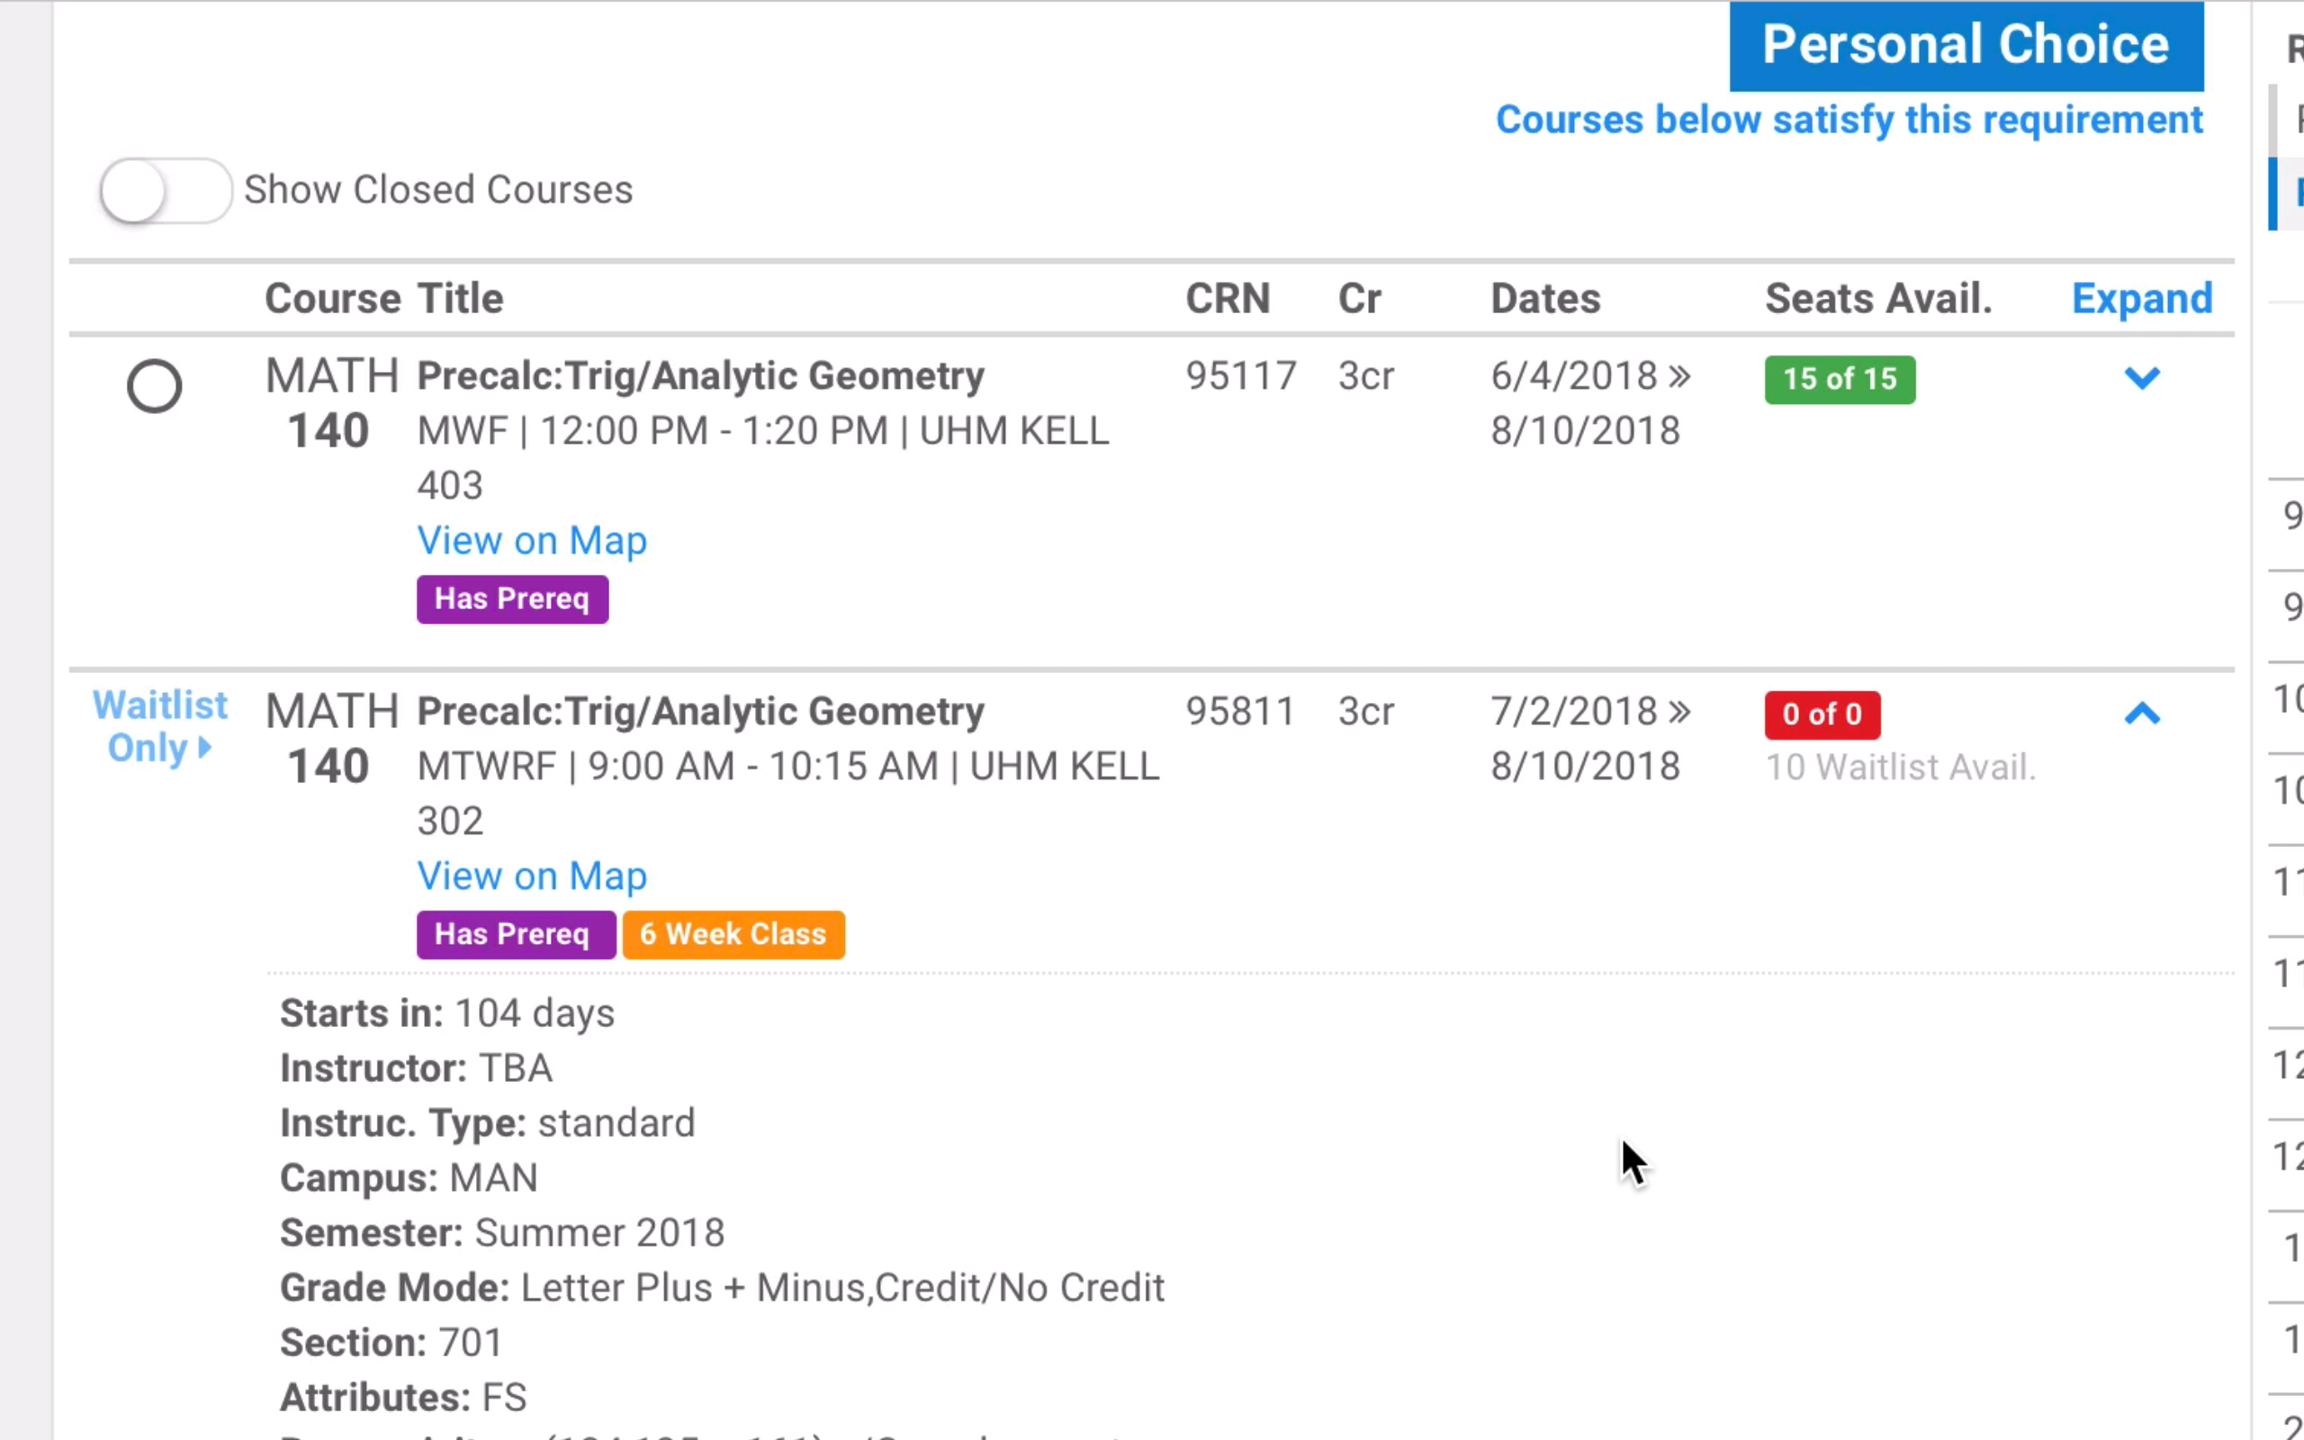 Personal Choice
Courses below satisfy this requirement
Show Closed Courses
Course Title CRN Cr Dates Seats Avail. Expand
MATH 140 Precalc:Trig/Analytic Geometry 95117 3cr 6/4/2018 » 15 of 15
MWF | 12:00 PM - 1:20 PM | UHM KELL 8/10/2018
403
View on Map
Has Prereq
Waitlist Only MATH 140 Precalc:Trig/Analytic Geometry 95811 3cr 7/2/2018 » 0 of 0
MTWRF | 9:00 AM - 10:15 AM | UHM KELL 8/10/2018 10 Waitlist Avail.
302
View on Map
Has Prereq 6 Week Class
Starts in: 104 days
Instructor: TBA
Instruc. Type: standard
Campus: MAN
Semester: Summer 2018
Grade Mode: Letter Plus + Minus,Credit/No Credit
Section: 701
Attributes: FS